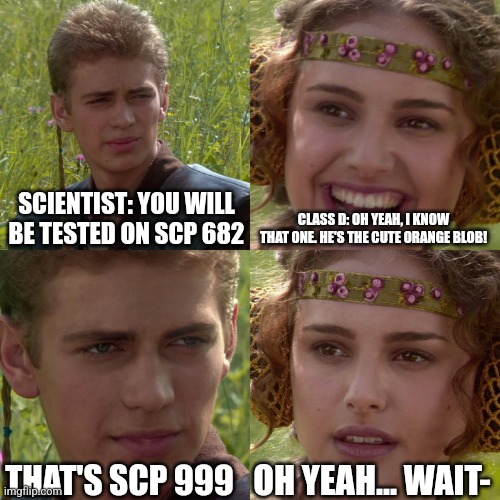 SCIENTIST: YOU WILL
BE TESTED ON SCP 682
CLASS D: OH YEAH, I KNOW
THAT ONE. HE'S THE CUTE ORANGE BLOB!
THAT'S SCP 999
OH YEAH... WAIT-
imgflip.com